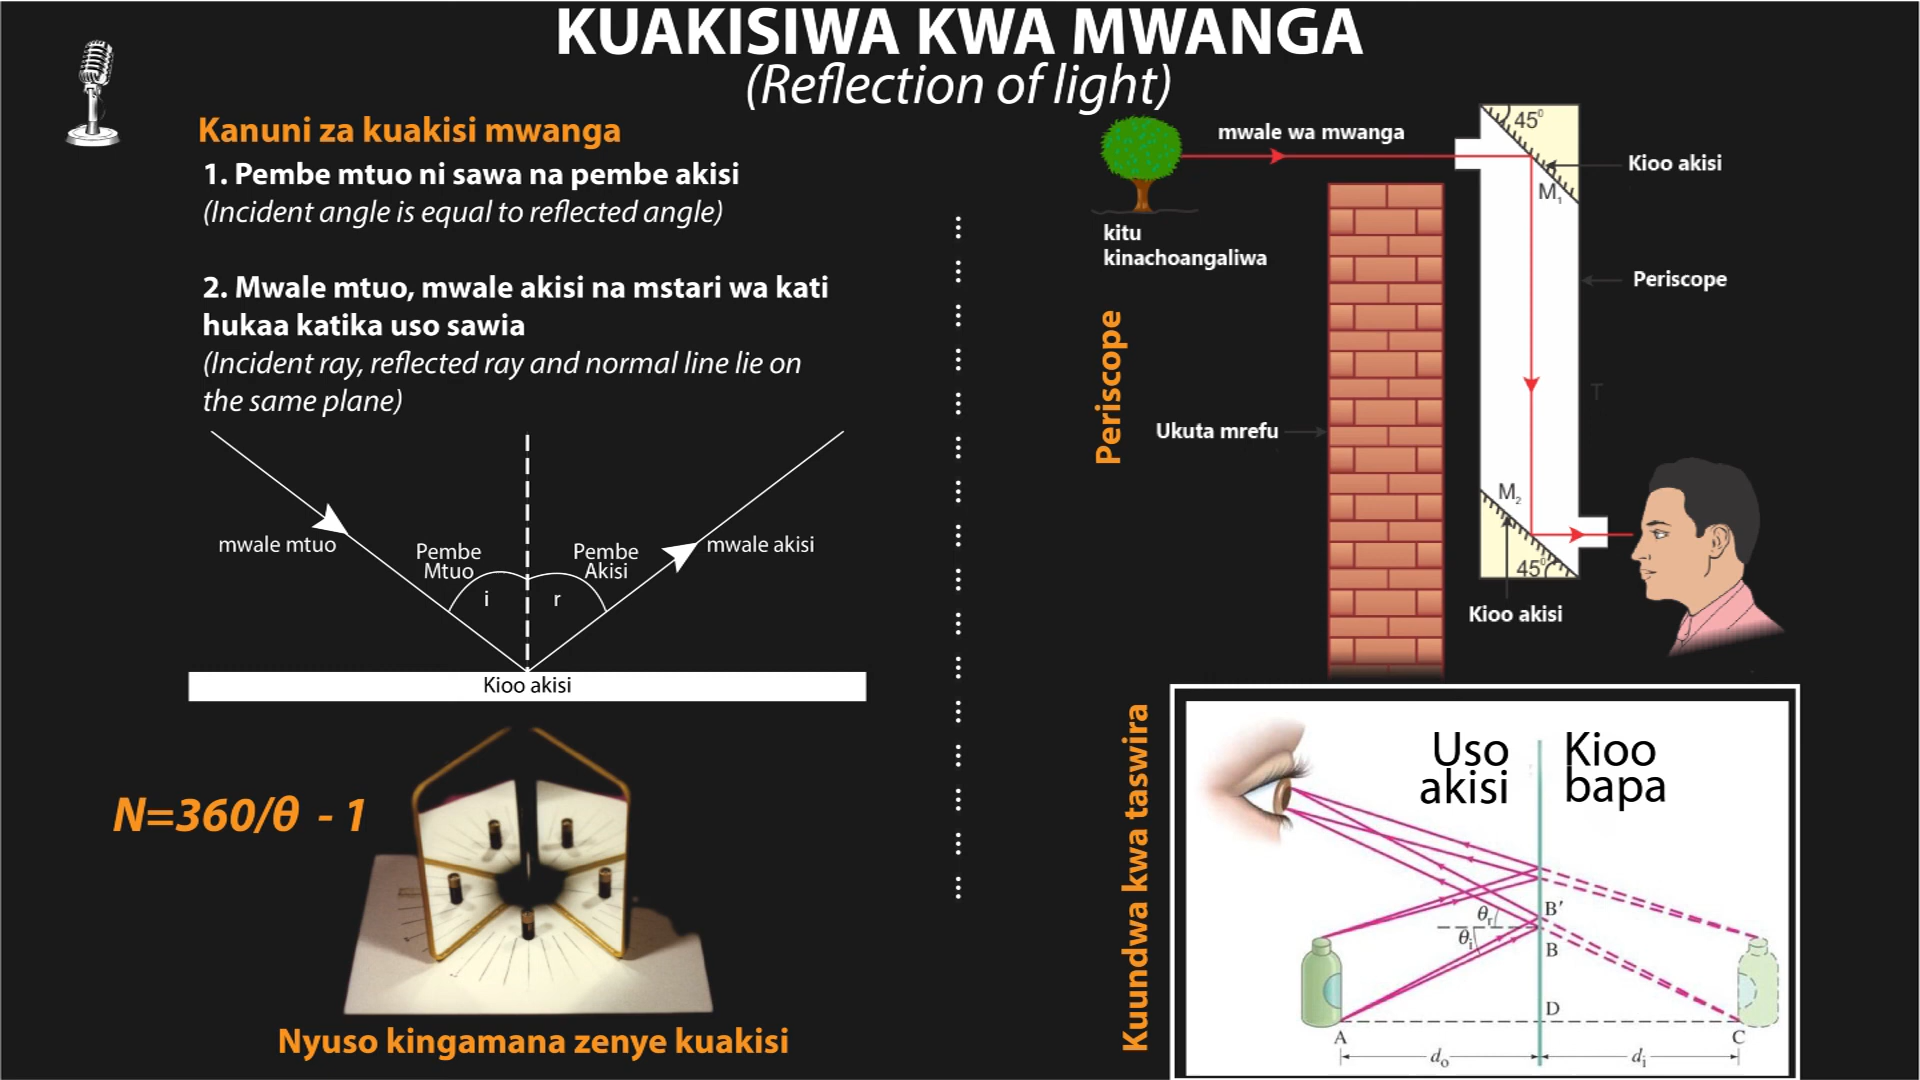 KUAKISIWA KWA MWANGA
(Reflection of light)
Kanuni za kuakisi mwanga
1. Pembe mtuo ni sawa na pembe akisi
(Incident angle is equal to reflected angle)
2. Mwale mtuo, mwale akisi na mstari wa kati
hukaa katika uso sawia
(Incident ray, reflected ray and normal line lie on
the same plane)
mwale mtuo
Pembe
Mtuo
Pembe
Akisi
mwale akisi
i
r
Kioo akisi
N=360/θ - 1
Nyuso kingamana zenye kuakisi
Periscope
mwale wa mwanga
45°
Kioo akisi
M₁
kitu
kinachoangaliwa
Periscope
T
Ukuta mrefu
M₂
45°
Kioo akisi
Kuundwa kwa taswira
Uso
akisi
Kioo
bapa
B′
θr
θi
B
D
A
C
do
di